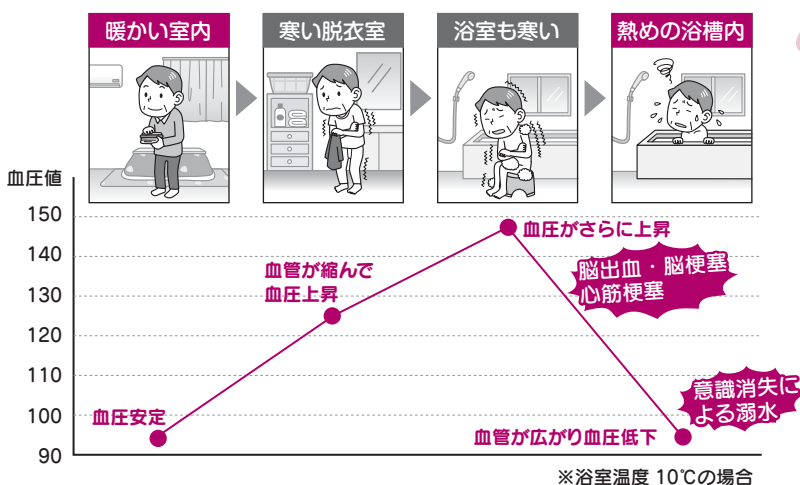 暖かい室内
寒い脱衣室
浴室も寒い
熱めの浴槽内
血圧値
150
140
130
120
110
100
90
血圧安定
血管が縮んで
血圧上昇
血圧がさらに上昇
脳出血・脳梗塞
心筋梗塞
血管が広がり血圧低下
意識消失に
よる溺水
※浴室温度 10℃の場合